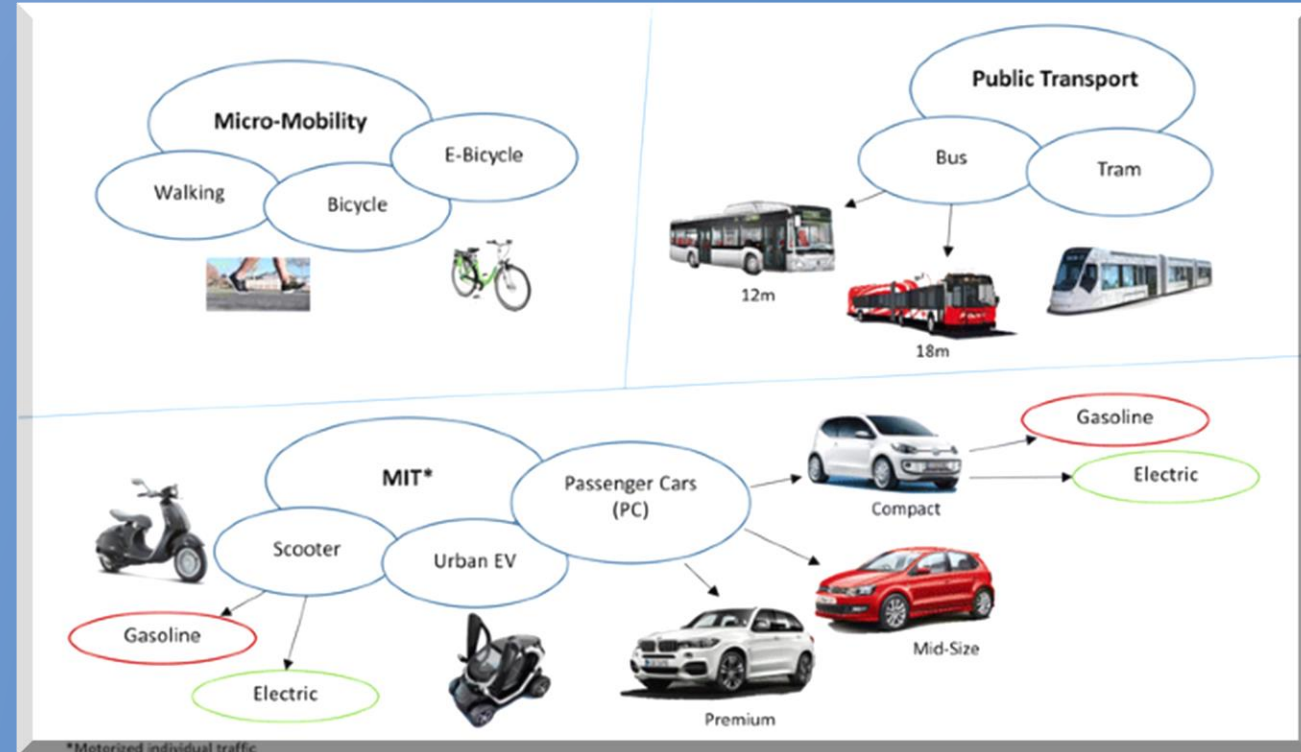 Micro-Mobility
Walking
Bicycle
E-Bicycle
Public Transport
Bus
Tram
12m
18m
MIT*
Scooter
Urban EV
Passenger Cars
(PC)
Gasoline
Electric
Compact
Gasoline
Electric
Mid-Size
Premium
*Motorized individual traffic